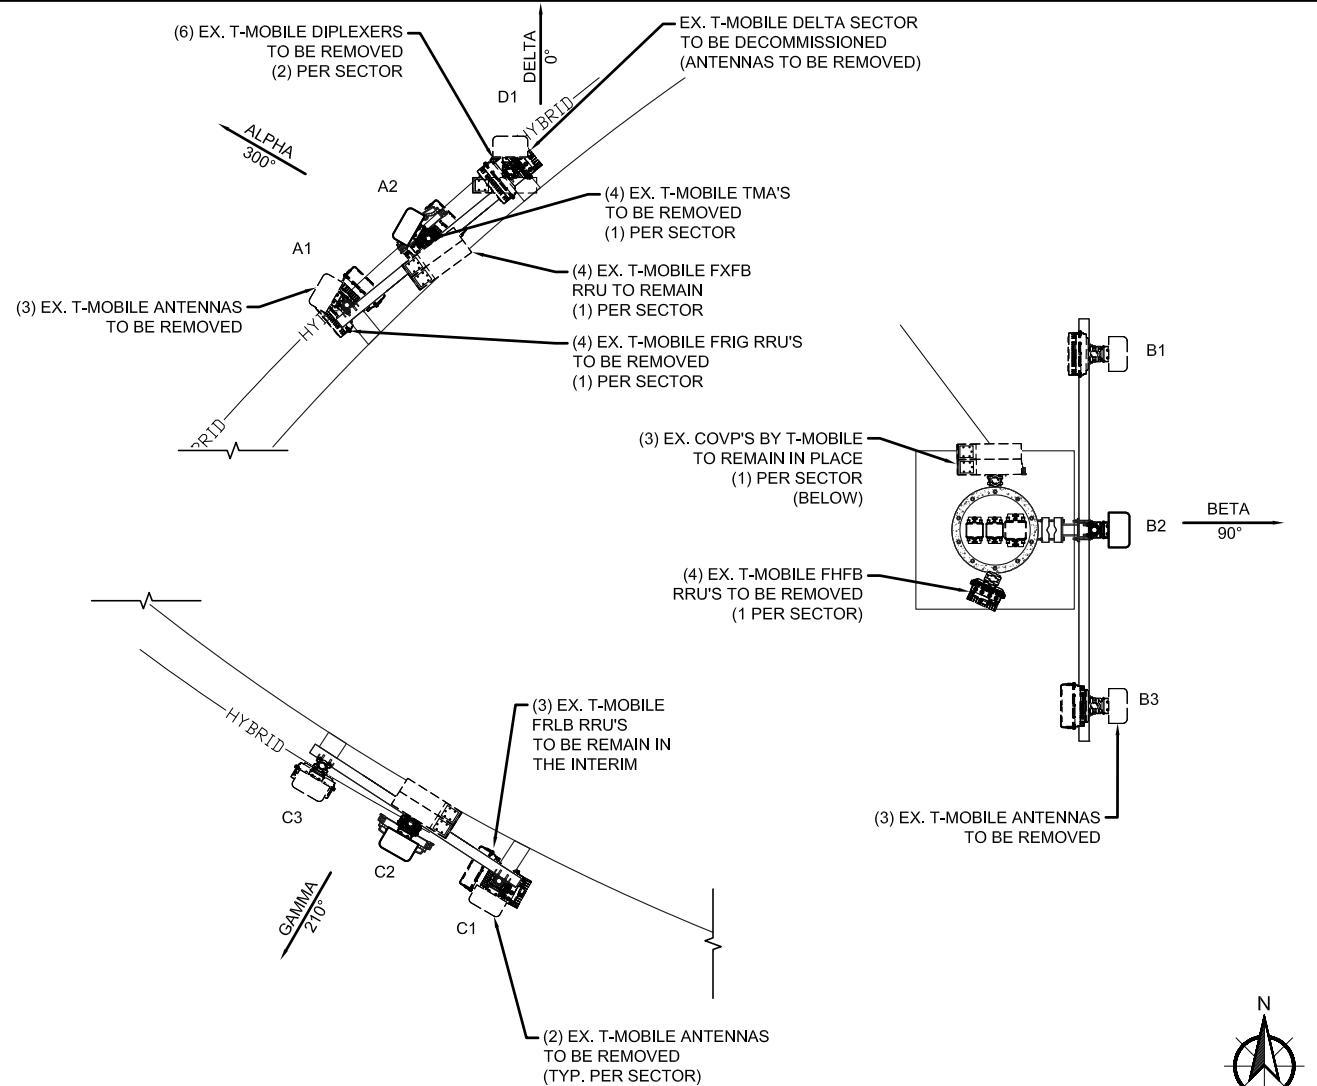 (6) EX. T-MOBILE DIPLEXERS
TO BE REMOVED
(2) PER SECTOR
DELTA
0°
EX. T-MOBILE DELTA SECTOR
TO BE DECOMMISSIONED
(ANTENNAS TO BE REMOVED)
D1
HYBRID
ALPHA
300°
A2
(4) EX. T-MOBILE TMA'S
TO BE REMOVED
(1) PER SECTOR
A1
(4) EX. T-MOBILE FXFB
RRU TO REMAIN
(1) PER SECTOR
(3) EX. T-MOBILE ANTENNAS
TO BE REMOVED
HY
(4) EX. T-MOBILE FRIG RRU'S
TO BE REMOVED
(1) PER SECTOR
BRID
B1
(3) EX. COVP'S BY T-MOBILE
TO REMAIN IN PLACE
(1) PER SECTOR
(BELOW)
B2
BETA
90°
(4) EX. T-MOBILE FHFB
RRU'S TO BE REMOVED
(1 PER SECTOR)
B3
HYBRID
(3) EX. T-MOBILE
FRLB RRU'S
TO BE REMAIN IN
THE INTERIM
C3
C2
(3) EX. T-MOBILE ANTENNAS
TO BE REMOVED
GAMMA
210°
C1
(2) EX. T-MOBILE ANTENNAS
TO BE REMOVED
(TYP. PER SECTOR)
N